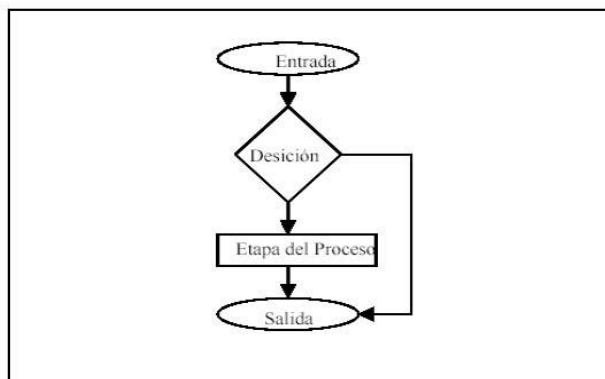 Entrada
Desición
Etapa del Proceso
Salida